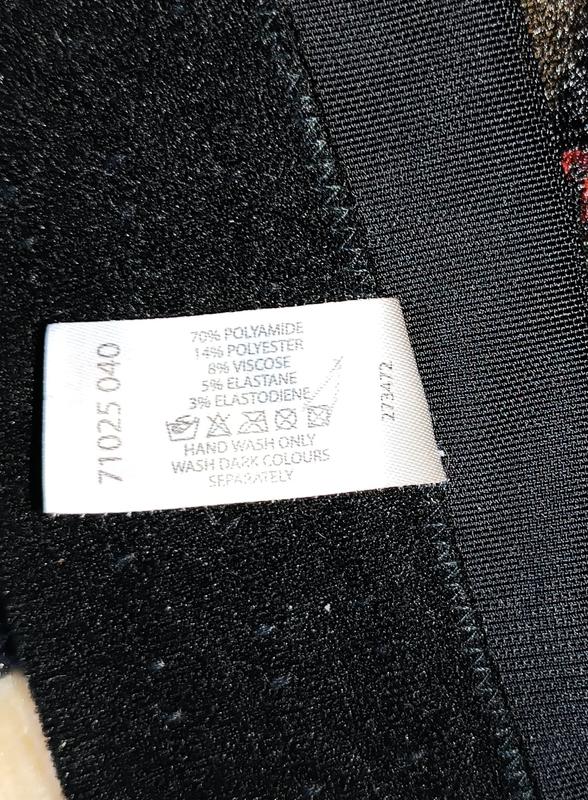 71025 040
70% POLYAMIDE
14% POLYESTER
8% VISCOSE
5% ELASTANE
3% ELASTODIENE
HAND WASH ONLY
WASH DARK COLOURS
SEPARATELY
273472